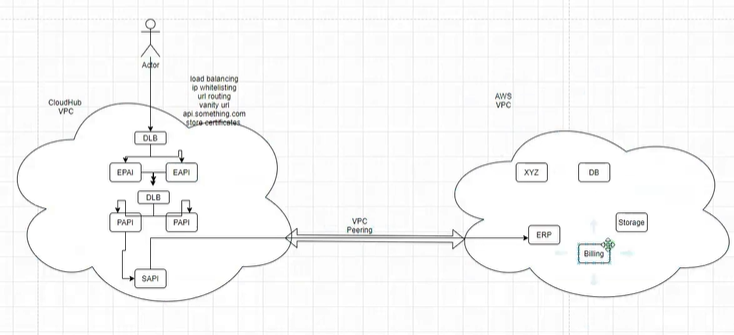 Actor
load balancing
ip whitelisting
url routing
vanity url
api.something.com
store certificates
CloudHub
VPC
AWS
VPC
DLB
EPAI
EAPI
XYZ
DB
DLB
PAPI
PAPI
VPC
Peering
Storage
ERP
Billing
SAPI